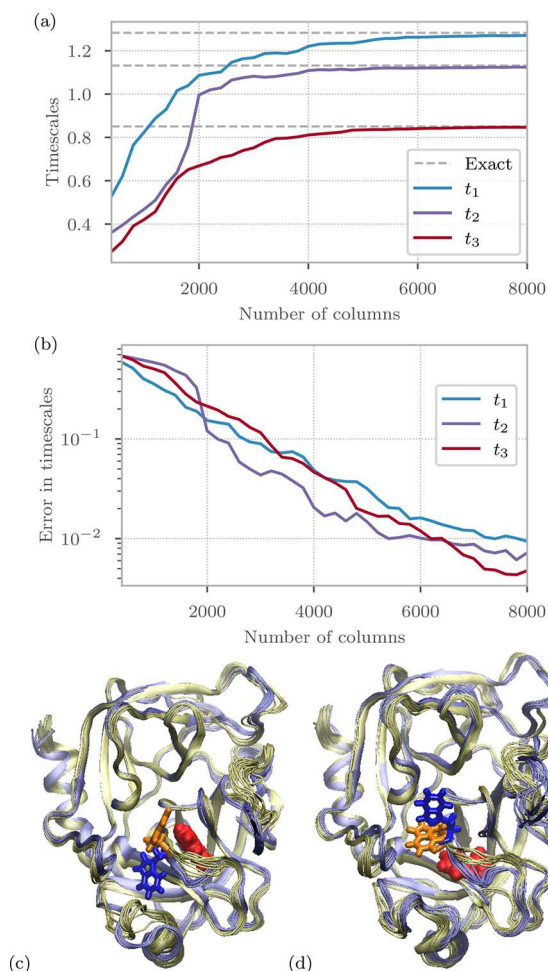 (a)
1.2
1.0
0.8
0.6
0.4
Timescales
Exact
t₁
t₂
t₃
2000 4000 6000 8000
Number of columns
(b)
10⁻¹
10⁻²
Error in timescales
t₁
t₂
t₃
2000 4000 6000 8000
Number of columns
(c) (d)